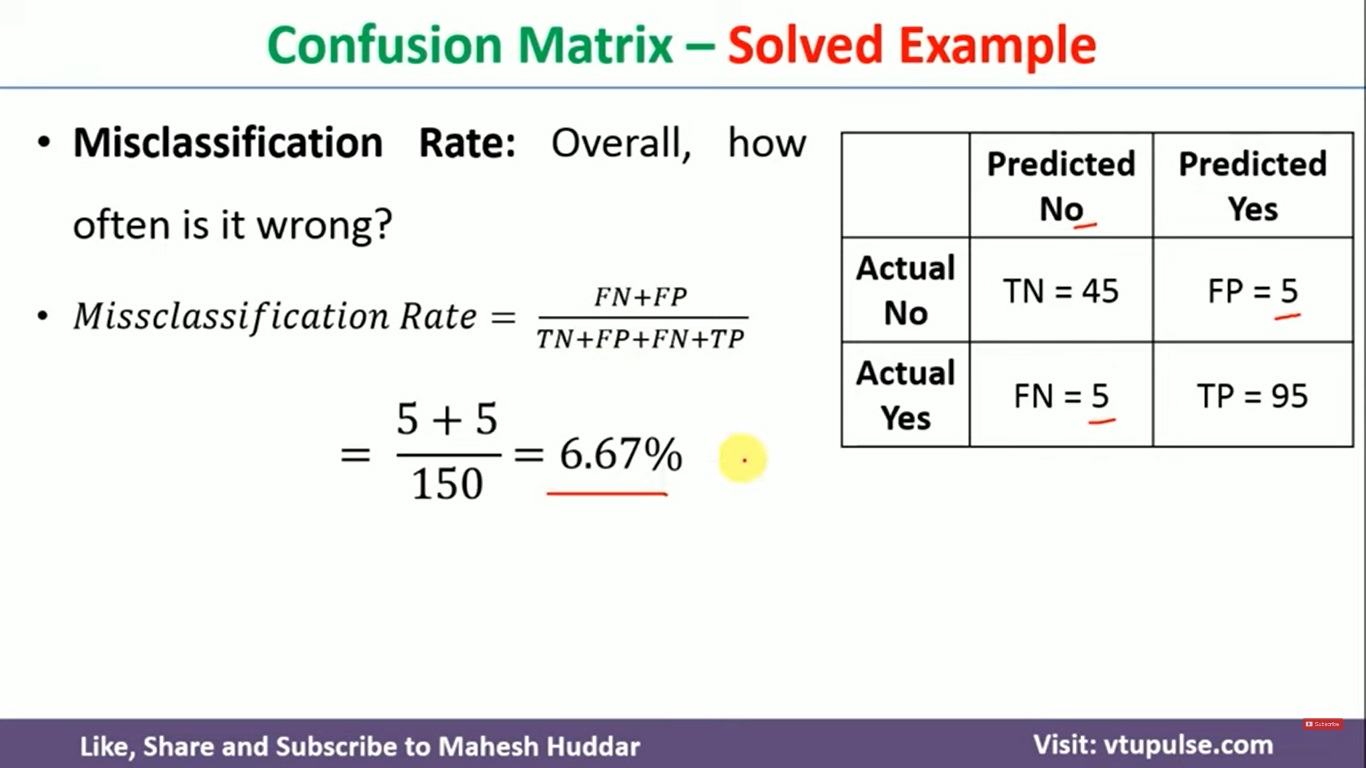 Confusion Matrix – Solved Example
• Misclassification Rate: Overall, how
often is it wrong?
• Missclassification Rate = FN+FP / TN+FP+FN+TP
= 5 + 5 / 150 = 6.67%
Predicted No Predicted Yes
Actual No TN = 45 FP = 5
Actual Yes FN = 5 TP = 95
Subscribe
Like, Share and Subscribe to Mahesh Huddar
Visit: vtupulse.com